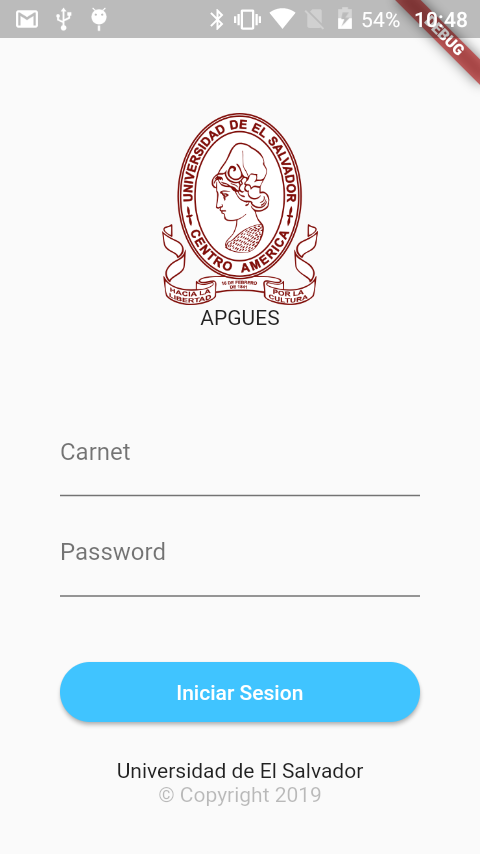 54% 10:48
DEBUG
UNIVERSIDAD DE EL SALVADOR
CENTRO AMERICA
HACIA LA
LIBERTAD
16 DE FEBRERO
DE 1841
POR LA
CULTURA
APGUES
Carnet
Password
Iniciar Sesion
Universidad de El Salvador
© Copyright 2019